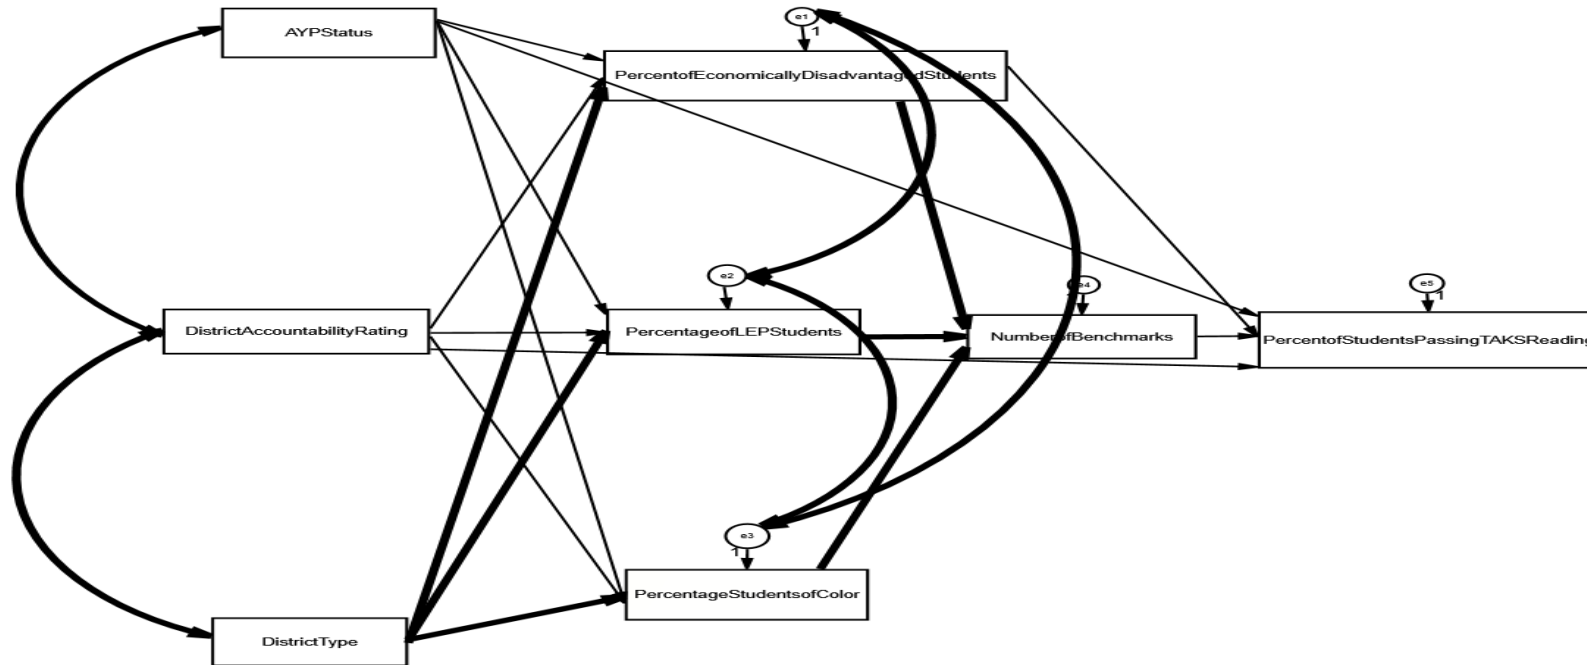 AYPStatus
e1
1
PercentofEconomicallyDisadvantagedStudents
e2
e4
e5
1
DistrictAccountabilityRating
PercentageofLEPStudents
NumberofBenchmarks
PercentofStudentsPassingTAKSReading
e3
1
PercentageStudentsofColor
DistrictType